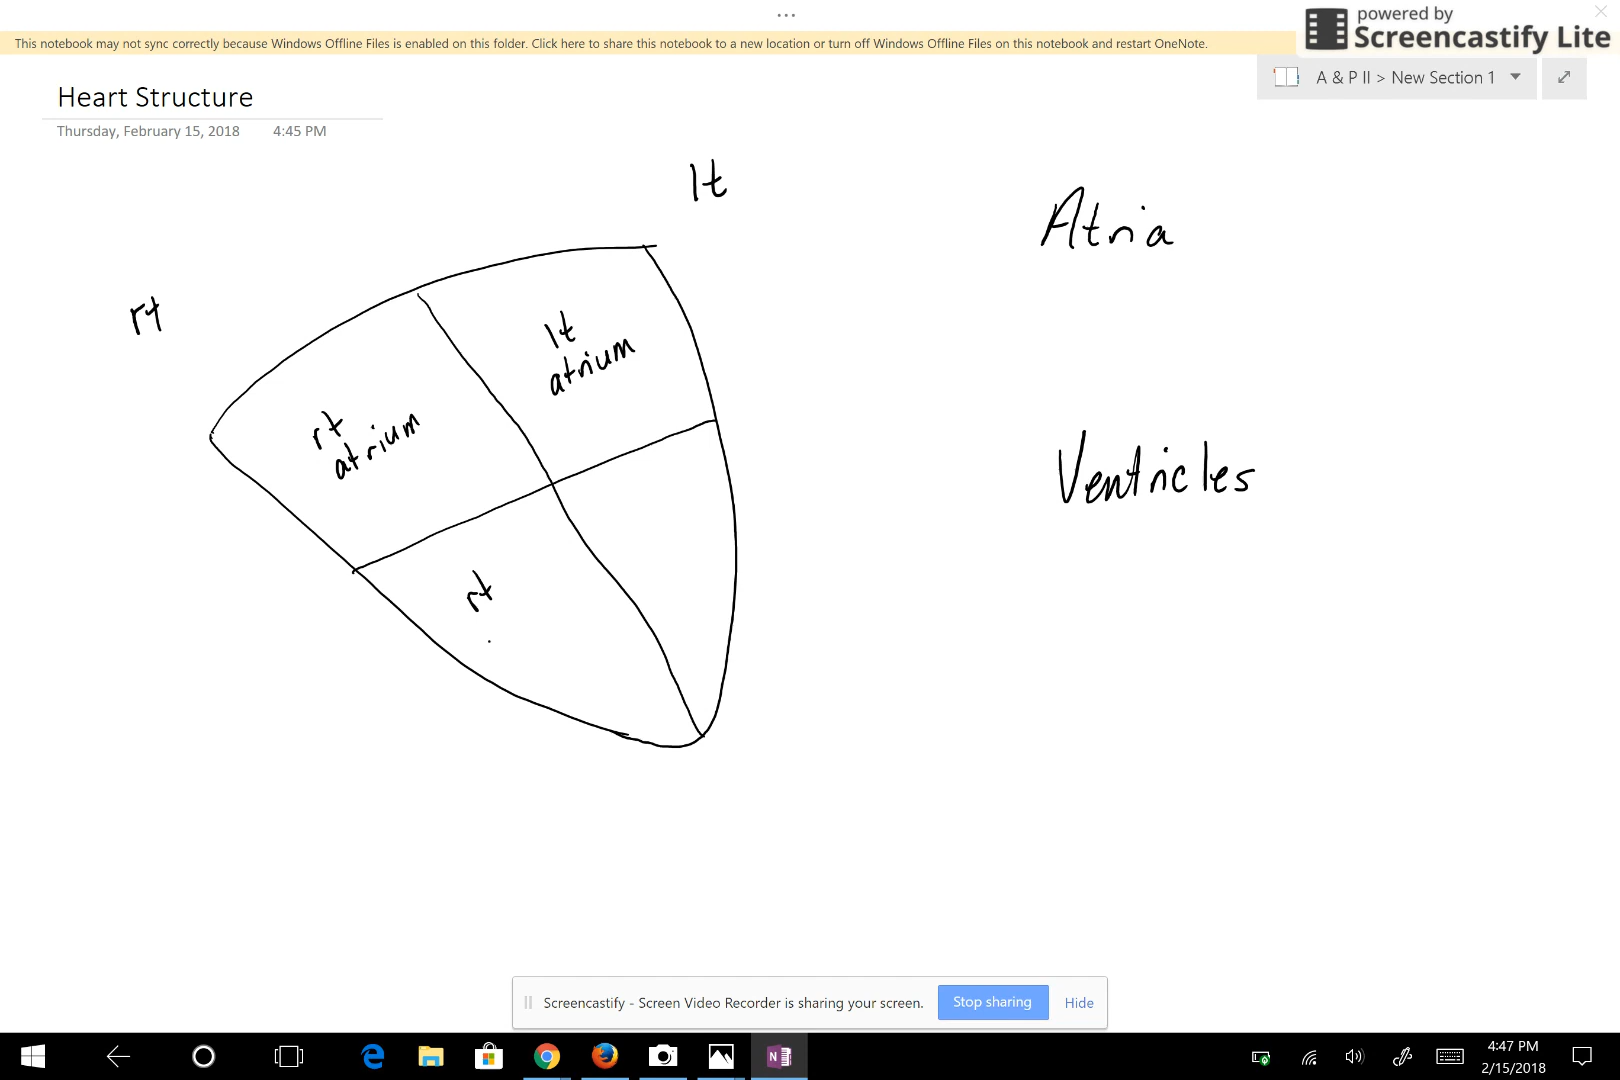 ...
powered by
Screencastify Lite
This notebook may not sync correctly because Windows Offline Files is enabled on this folder. Click here to share this notebook to a new location or turn off Windows Offline Files on this notebook and restart OneNote.
A & P II > New Section 1
Heart Structure
Thursday, February 15, 2018 4:45 PM
lt
Atria
rt
lt
atrium
rt
atrium
Ventricles
rt
Screencastify - Screen Video Recorder is sharing your screen. Stop sharing Hide
4:47 PM
2/15/2018